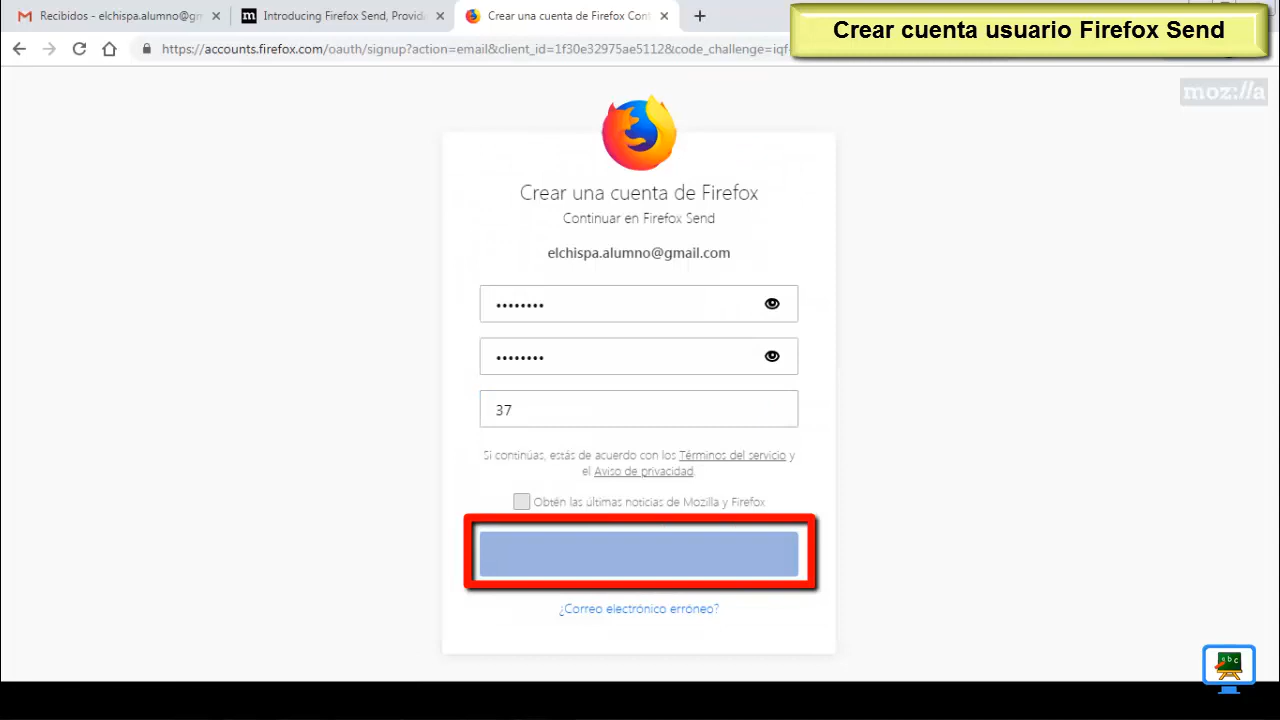 Recibidos - elchispa.alumno@gm
Introducing Firefox Send, Provid
Crear una cuenta de Firefox Cont
Crear cuenta usuario Firefox Send
https://accounts.firefox.com/oauth/signup?action=email&client_id=1f30e32975ae5112&code_challenge=iqf
moz://a
Crear una cuenta de Firefox
Continuar en Firefox Send
elchispa.alumno@gmail.com
••••••••
••••••••
37
Si continúas, estás de acuerdo con los Términos del servicio y
el Aviso de privacidad.
Obtén las últimas noticias de Mozilla y Firefox
¿Correo electrónico erróneo?
abc